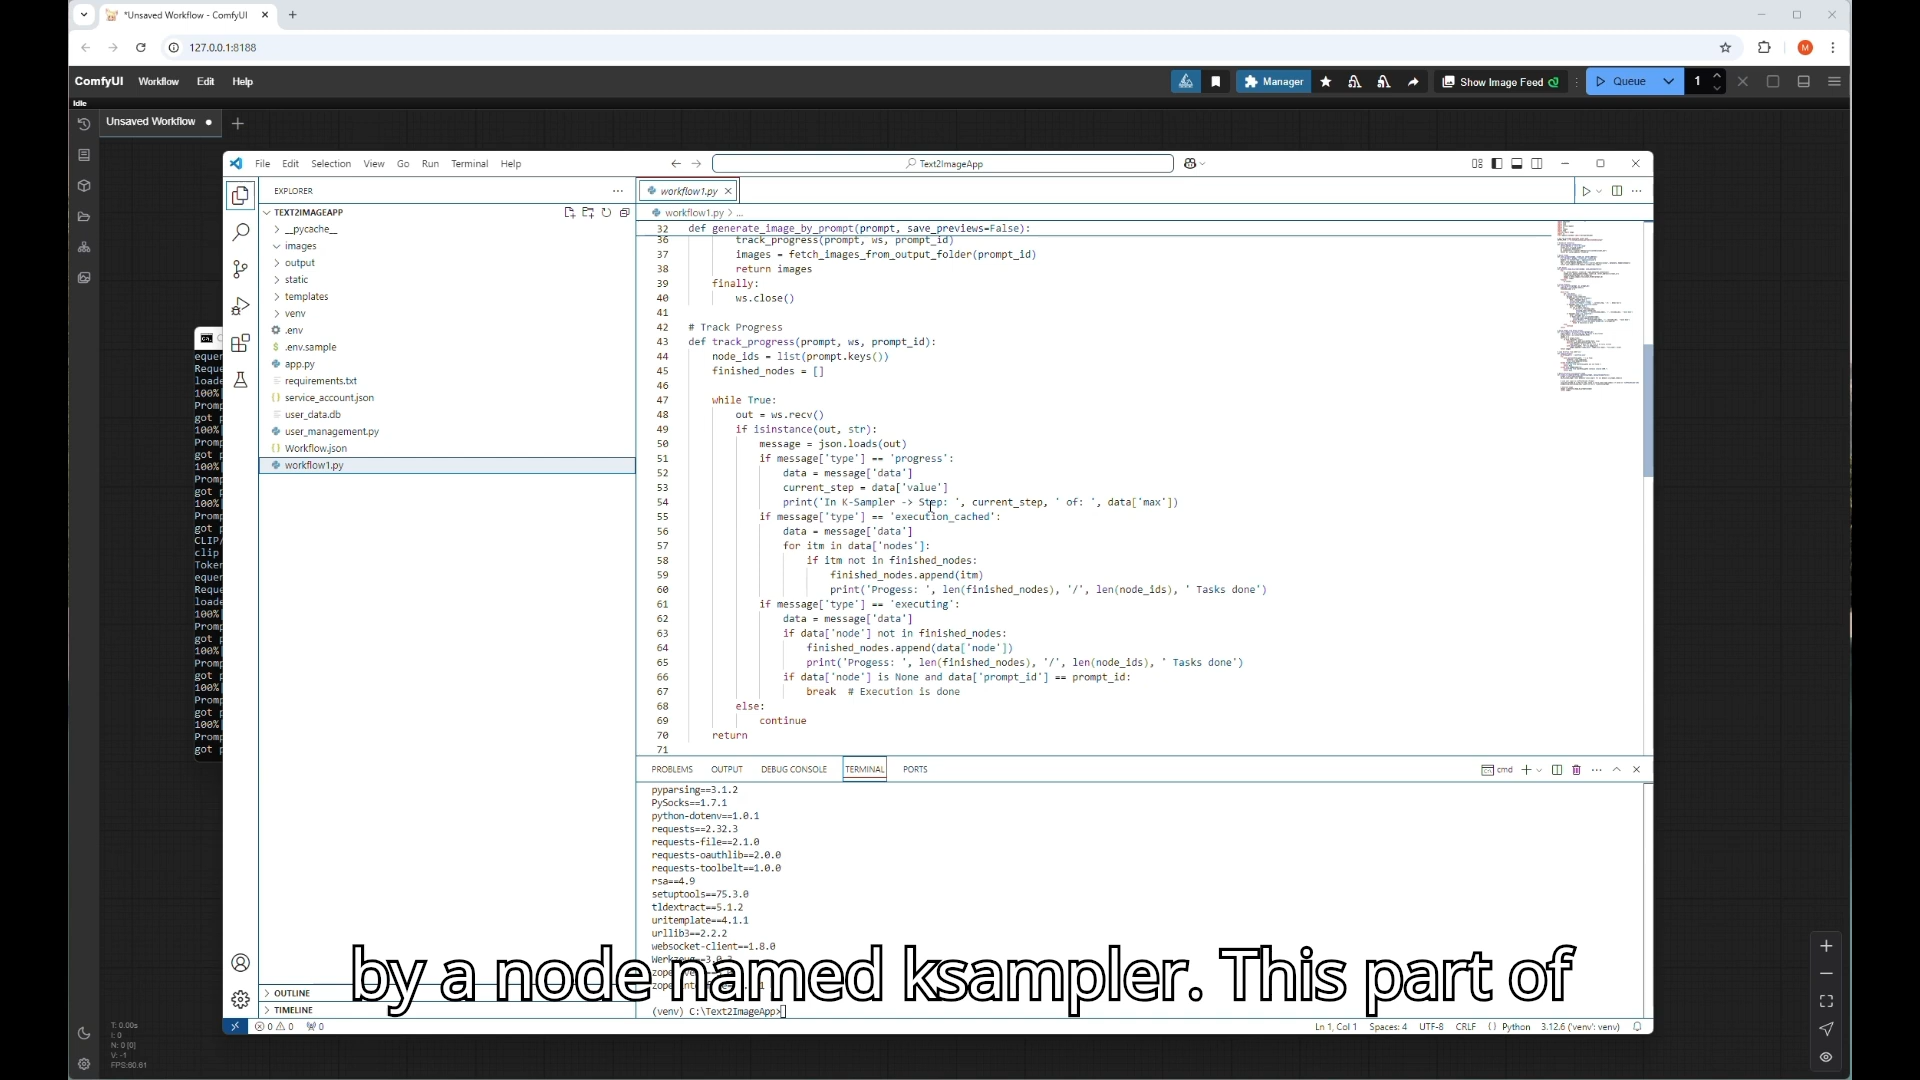 *Unsaved Workflow - ComfyUI
127.0.0.1:8188
M
ComfyUI Workflow Edit Help
Manager
Show Image Feed
Queue
1
Idle
Unsaved Workflow
File Edit Selection View Go Run Terminal Help
Text2ImageApp
EXPLORER
TEXT2IMAGEAPP
__pycache__
images
output
static
templates
venv
.env
$ .env.sample
app.py
requirements.txt
service_account.json
user_data.db
user_management.py
Workflow.json
workflow1.py
OUTLINE
TIMELINE
workflow1.py
workflow1.py > ...
32 def generate_image_by_prompt(prompt, save_previews=False):
36 track_progress(prompt, ws, prompt_id)
37 images = fetch_images_from_output_folder(prompt_id)
38 return images
39 finally:
40 ws.close()
41
42 # Track Progress
43 def track_progress(prompt, ws, prompt_id):
44 node_ids = list(prompt.keys())
45 finished_nodes = []
46
47 while True:
48 out = ws.recv()
49 if isinstance(out, str):
50 message = json.loads(out)
51 if message['type'] == 'progress':
52 data = message['data']
53 current_step = data['value']
54 print('In K-Sampler -> Step: ', current_step, ' of: ', data['max'])
55 if message['type'] == 'execution_cached':
56 data = message['data']
57 for itm in data['nodes']:
58 if itm not in finished_nodes:
59 finished_nodes.append(itm)
60 print('Progess: ', len(finished_nodes), '/', len(node_ids), ' Tasks done')
61 if message['type'] == 'executing':
62 data = message['data']
63 if data['node'] not in finished_nodes:
64 finished_nodes.append(data['node'])
65 print('Progess: ', len(finished_nodes), '/', len(node_ids), ' Tasks done')
66 if data['node'] is None and data['prompt_id'] == prompt_id:
67 break # Execution is done
68 else:
69 continue
70 return
71
PROBLEMS OUTPUT DEBUG CONSOLE TERMINAL PORTS
cmd
pyparsing==3.1.2
PySocks==1.7.1
python-dotenv==1.0.1
requests==2.32.3
requests-file==2.1.0
requests-oauthlib==2.0.0
requests-toolbelt==1.0.0
rsa==4.9
setuptools==75.3.0
tldextract==5.1.2
uritemplate==4.1.1
urllib3==2.2.2
websocket-client==1.8.0
(venv) C:\Text2ImageApp>
by a node named ksampler. This part of
0 0 0
Ln 1, Col 1 Spaces: 4 UTF-8 CRLF Python 3.12.6 ('venv': venv)
T: 0.00s
I: 0
N: 0 [0]
V: -1
FPS:60.61